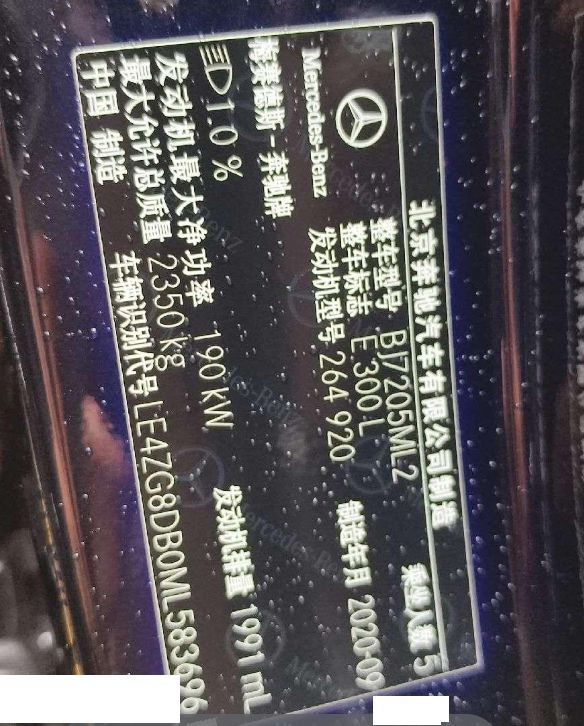 北京奔驰汽车有限公司制造
Mercedes-Benz
整车型号 BJ7205ML2 乘坐人数 5
整车标志 E 300 L
发动机型号 264 920 制造年月 2020-09
梅赛德斯-奔驰牌
1.0%
发动机最大净功率 190 kW 发动机排量 1991 mL
最大允许总质量 2350 kg
中国 制造 车辆识别代号 LE4ZG8DB0ML583696